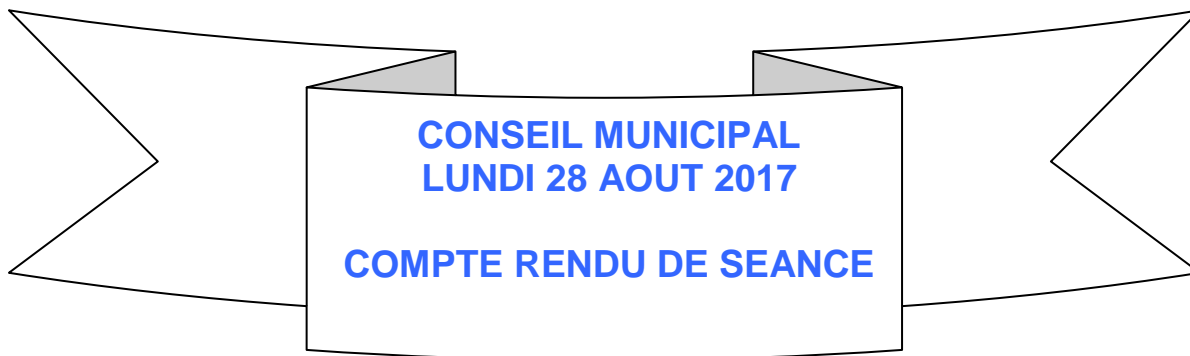 CONSEIL MUNICIPAL
LUNDI 28 AOUT 2017
COMPTE RENDU DE SEANCE